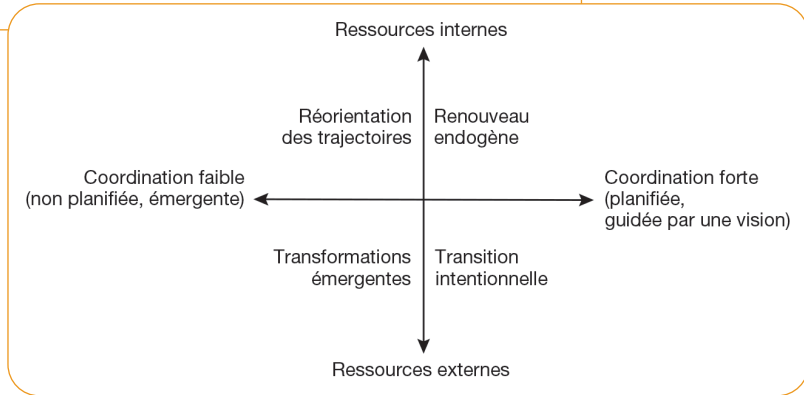 Ressources internes
Réorientation
des trajectoires
Renouveau
endogène
Coordination faible
(non planifiée, émergente)
Coordination forte
(planifiée,
guidée par une vision)
Transformations
émergentes
Transition
intentionnelle
Ressources externes